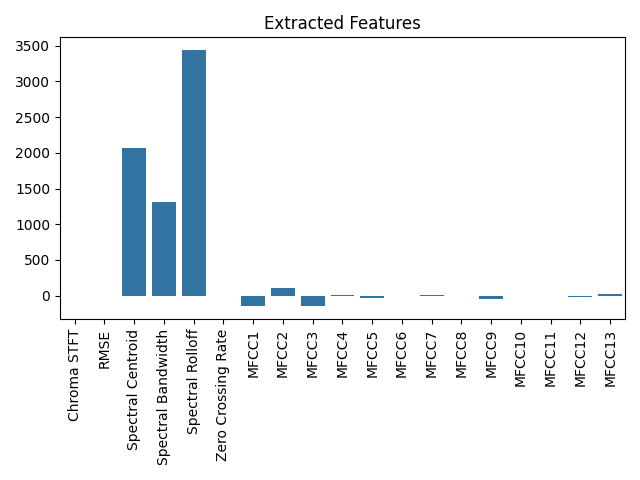 Extracted Features
3500
3000
2500
2000
1500
1000
500
0
Chroma STFT
RMSE
Spectral Centroid
Spectral Bandwidth
Spectral Rolloff
Zero Crossing Rate
MFCC1
MFCC2
MFCC3
MFCC4
MFCC5
MFCC6
MFCC7
MFCC8
MFCC9
MFCC10
MFCC11
MFCC12
MFCC13